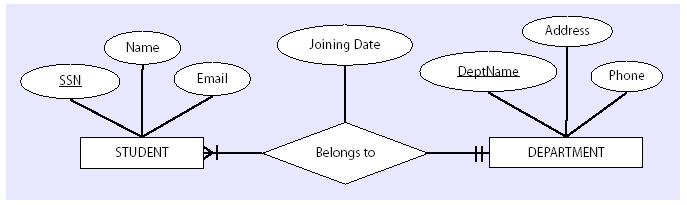 Name
SSN
Email
Joining Date
Address
DeptName
Phone
STUDENT
Belongs to
DEPARTMENT